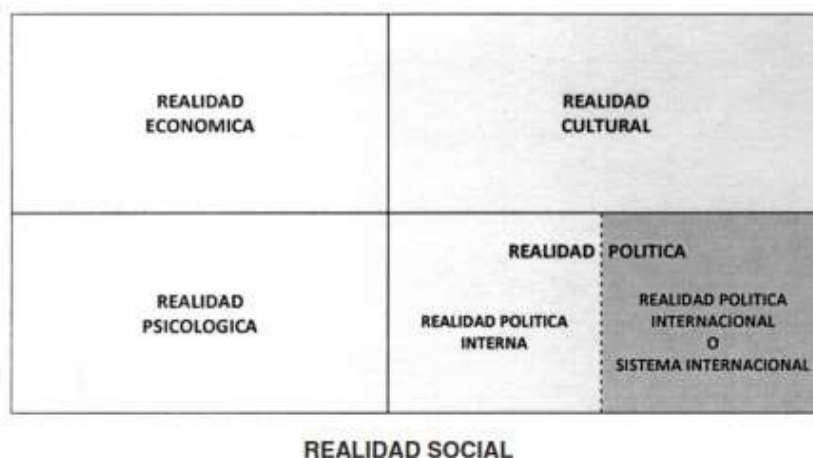 REALIDAD
ECONOMICA
REALIDAD
CULTURAL
REALIDAD POLITICA
REALIDAD
PSICOLOGICA
REALIDAD POLITICA
INTERNA
REALIDAD POLITICA
INTERNACIONAL
O
SISTEMA INTERNACIONAL
REALIDAD SOCIAL